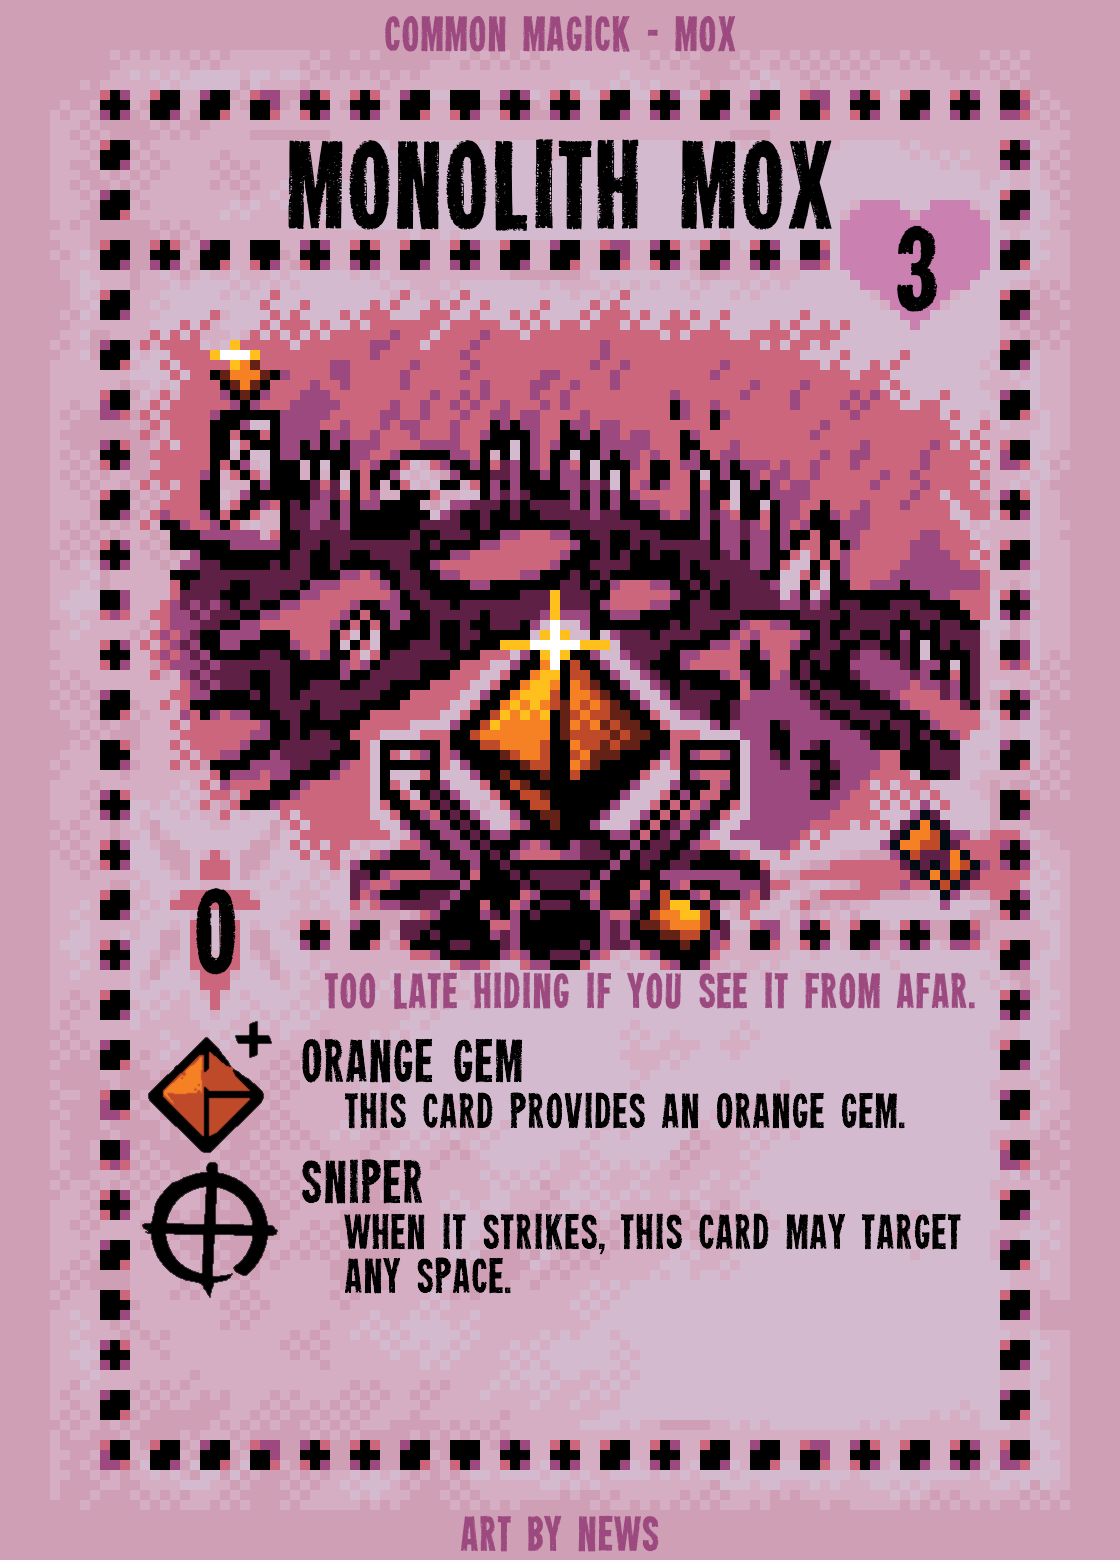 COMMON MAGICK - MOX
MONOLITH MOX
3
0
TOO LATE HIDING IF YOU SEE IT FROM AFAR.
ORANGE GEM
THIS CARD PROVIDES AN ORANGE GEM.
SNIPER
WHEN IT STRIKES, THIS CARD MAY TARGET
ANY SPACE.
ART BY NEWS